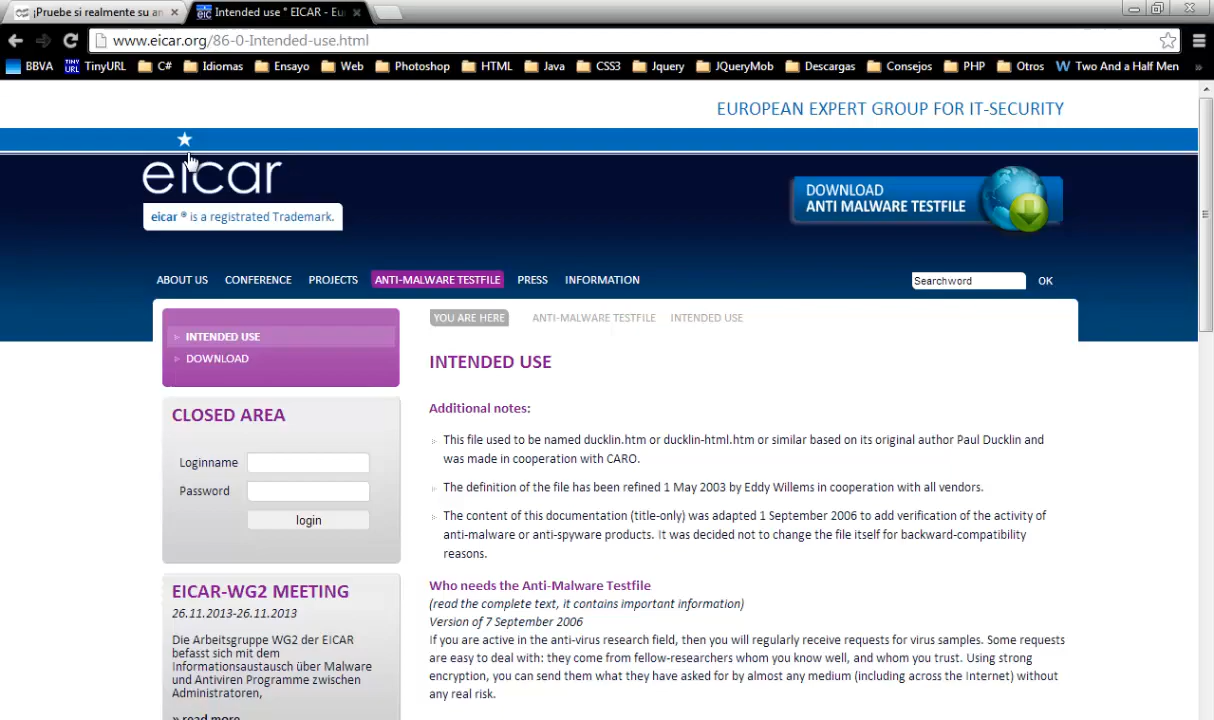 ¡Pruebe si realmente su an
eic Intended use * EICAR - Eu
www.eicar.org/86-0-Intended-use.html
BBVA TINY URL TinyURL C# Idiomas Ensayo Web Photoshop HTML Java CSS3 Jquery JQueryMob Descargas Consejos PHP Otros W Two And a Half Men »
EUROPEAN EXPERT GROUP FOR IT-SECURITY
eicar
eicar ® is a registrated Trademark.
DOWNLOAD
ANTI MALWARE TESTFILE
ABOUT US CONFERENCE PROJECTS ANTI-MALWARE TESTFILE PRESS INFORMATION
Searchword OK
INTENDED USE
DOWNLOAD
CLOSED AREA
Loginname
Password
login
EICAR-WG2 MEETING
26.11.2013-26.11.2013
Die Arbeitsgruppe WG2 der EICAR
befasst sich mit dem
Informationsaustausch über Malware
und Antiviren Programme zwischen
Administratoren,
» read more
YOU ARE HERE ANTI-MALWARE TESTFILE INTENDED USE
INTENDED USE
Additional notes:
This file used to be named ducklin.htm or ducklin-html.htm or similar based on its original author Paul Ducklin and
was made in cooperation with CARO.
The definition of the file has been refined 1 May 2003 by Eddy Willems in cooperation with all vendors.
The content of this documentation (title-only) was adapted 1 September 2006 to add verification of the activity of
anti-malware or anti-spyware products. It was decided not to change the file itself for backward-compatibility
reasons.
Who needs the Anti-Malware Testfile
(read the complete text, it contains important information)
Version of 7 September 2006
If you are active in the anti-virus research field, then you will regularly receive requests for virus samples. Some requests
are easy to deal with: they come from fellow-researchers whom you know well, and whom you trust. Using strong
encryption, you can send them what they have asked for by almost any medium (including across the Internet) without
any real risk.